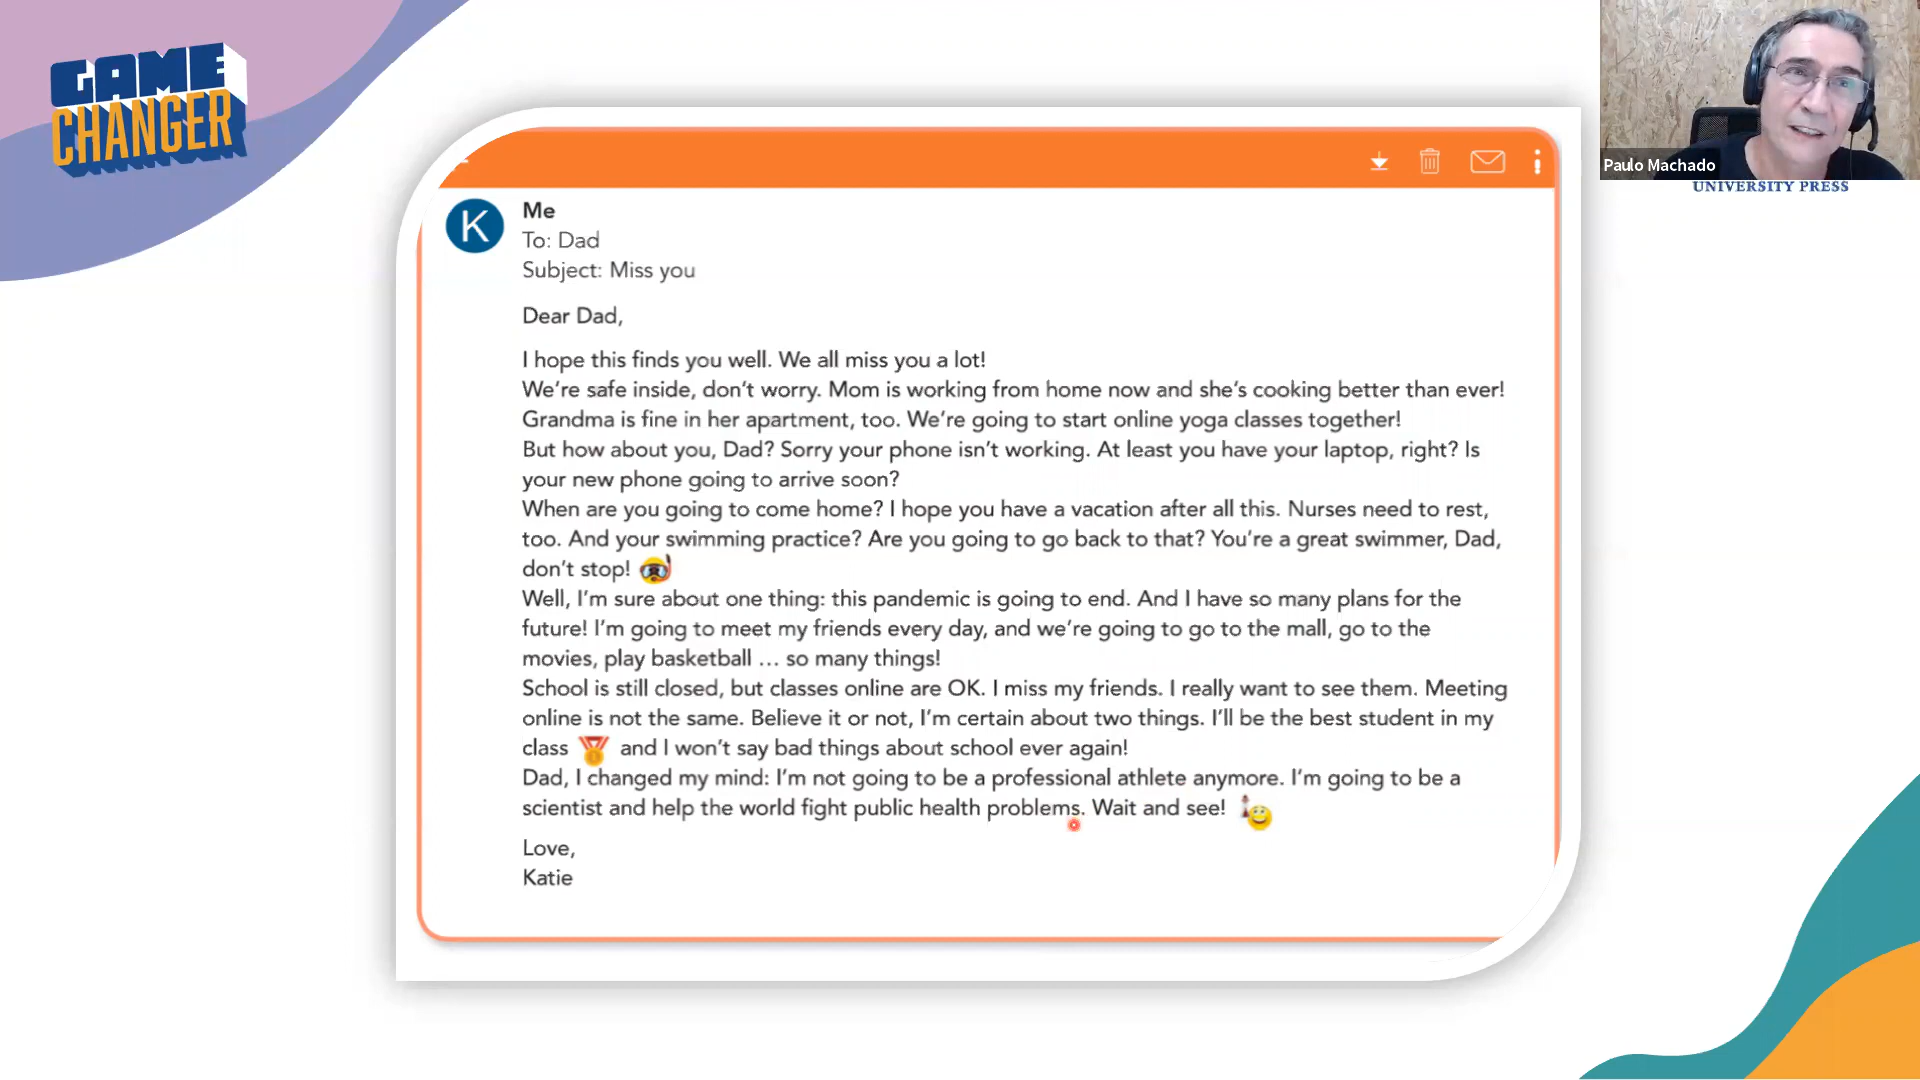 GAME
CHANGER
Paulo Machado
UNIVERSITY PRESS
K
Me
To: Dad
Subject: Miss you
Dear Dad,
I hope this finds you well. We all miss you a lot!
We're safe inside, don't worry. Mom is working from home now and she's cooking better than ever!
Grandma is fine in her apartment, too. We're going to start online yoga classes together!
But how about you, Dad? Sorry your phone isn't working. At least you have your laptop, right? Is
your new phone going to arrive soon?
When are you going to come home? I hope you have a vacation after all this. Nurses need to rest,
too. And your swimming practice? Are you going to go back to that? You're a great swimmer, Dad,
don't stop!
Well, I'm sure about one thing: this pandemic is going to end. And I have so many plans for the
future! I'm going to meet my friends every day, and we're going to go to the mall, go to the
movies, play basketball … so many things!
School is still closed, but classes online are OK. I miss my friends. I really want to see them. Meeting
online is not the same. Believe it or not, I'm certain about two things. I'll be the best student in my
class and I won't say bad things about school ever again!
Dad, I changed my mind: I'm not going to be a professional athlete anymore. I'm going to be a
scientist and help the world fight public health problems. Wait and see!
Love,
Katie